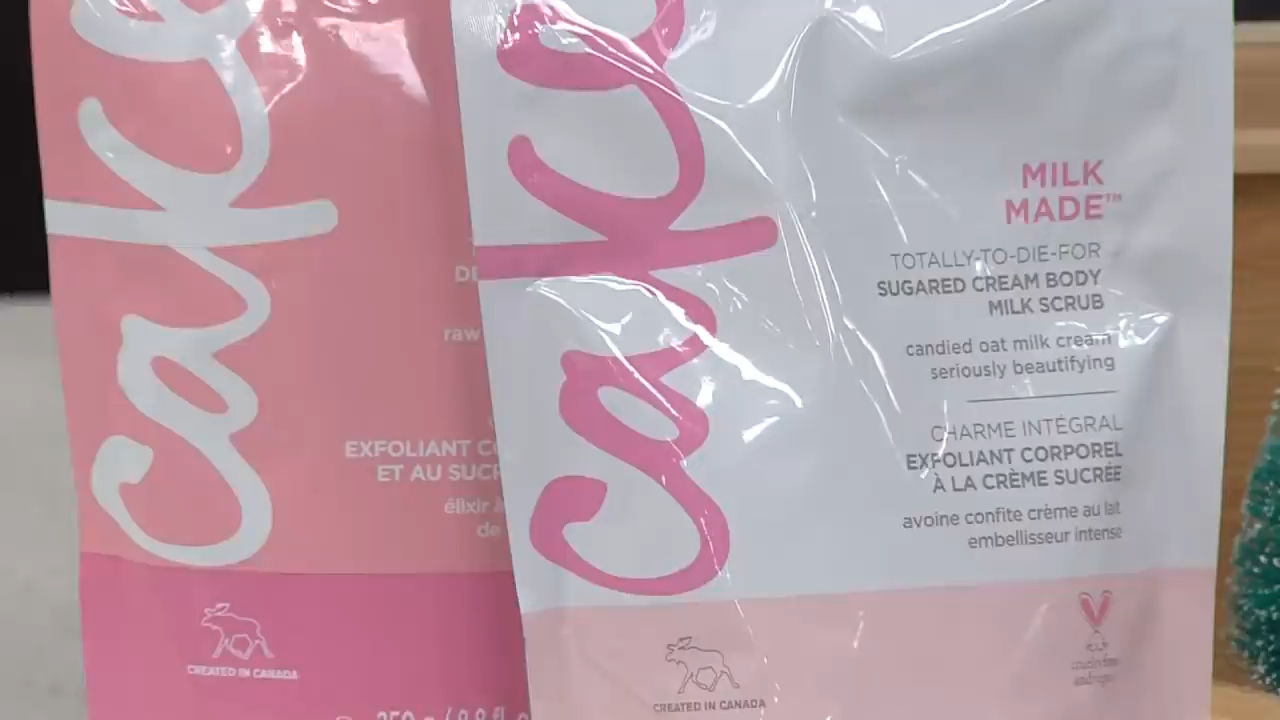 cake
DE
raw
EXFOLIANT CO
ET AU SUCR
élixir à
de
CREATED IN CANADA
cake
MILK
MADE™
TOTALLY-TO-DIE-FOR
SUGARED CREAM BODY
MILK SCRUB
candied oat milk cream
seriously beautifying
CHARME INTÉGRAL
EXFOLIANT CORPOREL
À LA CRÈME SUCRÉE
avoine confite crème au lait
embellisseur intense
CREATED IN CANADA